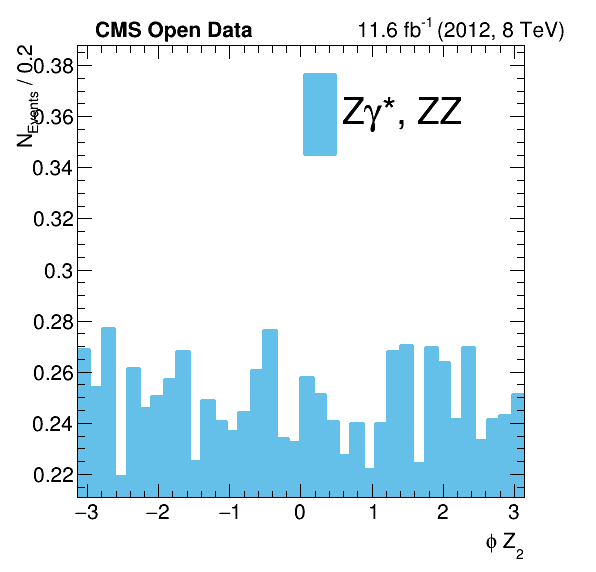 CMS Open Data
11.6 fb-1 (2012, 8 TeV)
NEvents / 0.2
0.38
0.36
0.34
0.32
0.3
0.28
0.26
0.24
0.22
Zγ*, ZZ
−3 −2 −1 0 1 2 3
ϕ Z2